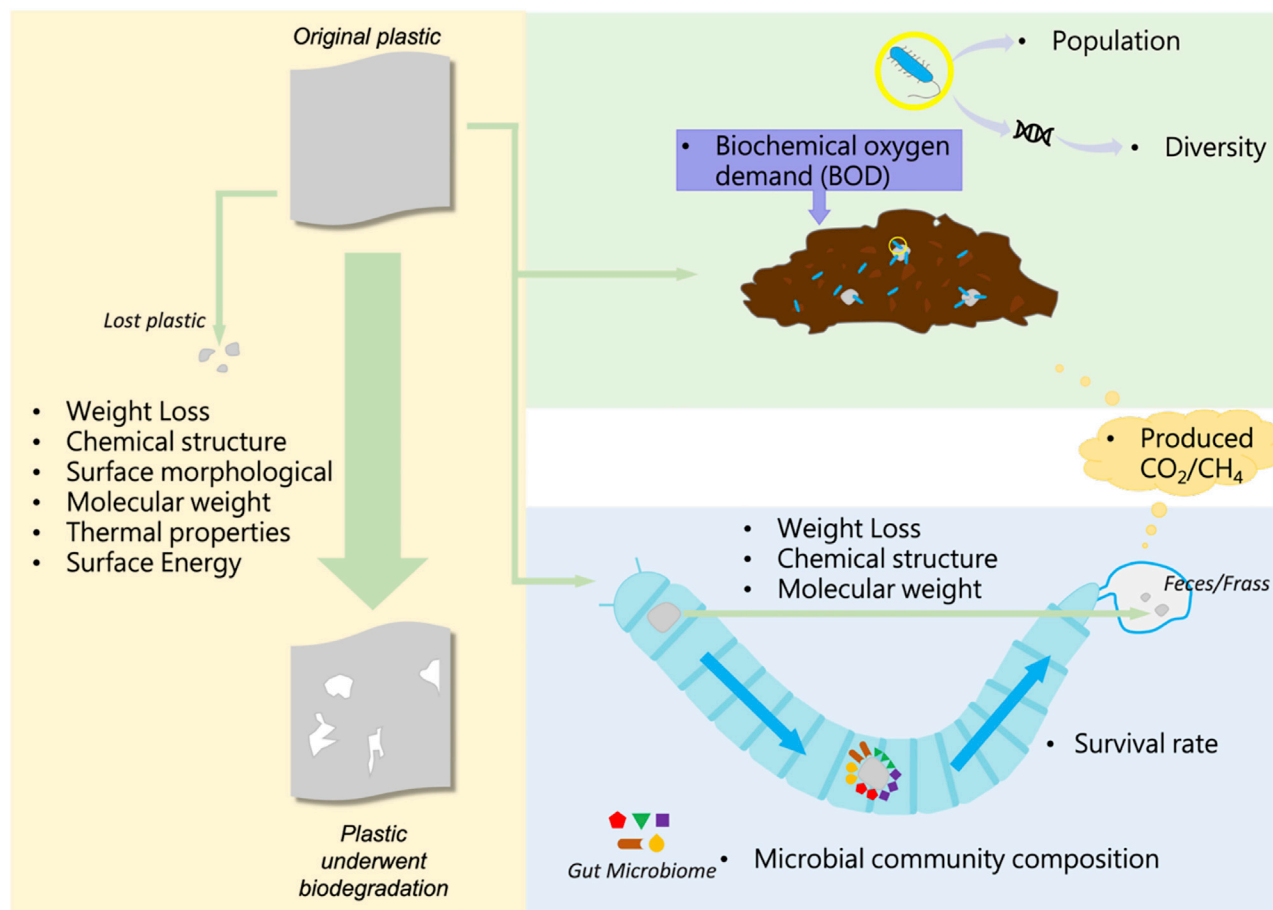 Original plastic
Lost plastic
• Weight Loss
• Chemical structure
• Surface morphological
• Molecular weight
• Thermal properties
• Surface Energy
Plastic
underwent
biodegradation
• Population
• Diversity
• Biochemical oxygen
demand (BOD)
• Produced
CO₂/CH₄
• Weight Loss
• Chemical structure
• Molecular weight
Feces/Frass
• Survival rate
Gut Microbiome
• Microbial community composition